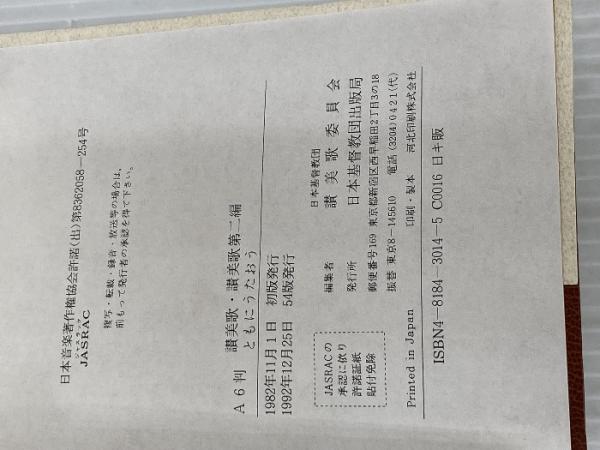 日本音楽著作権協会許諾(出)第8362058－254号
ジャスラック
JASRAC
複写・転載・録音・放送等の場合は、
前もって発行者の承認を得て下さい。
A6判 讃美歌・讃美歌第二編
ともにうたおう
1982年11月1日 初版発行
1992年12月25日 54版発行
編集者 日本基督教団
讃美歌委員会
発行所 日本基督教団出版局
郵便番号169 東京都新宿区西早稲田2丁目3の18
振替 東京8－145610 電話(3204)0421(代)
印刷・製本 河北印刷株式会社
JASRACの
承認に依り
許諾証紙
貼付免除
Printed in Japan
ISBN4－8184－3014－5 C0016 日キ販